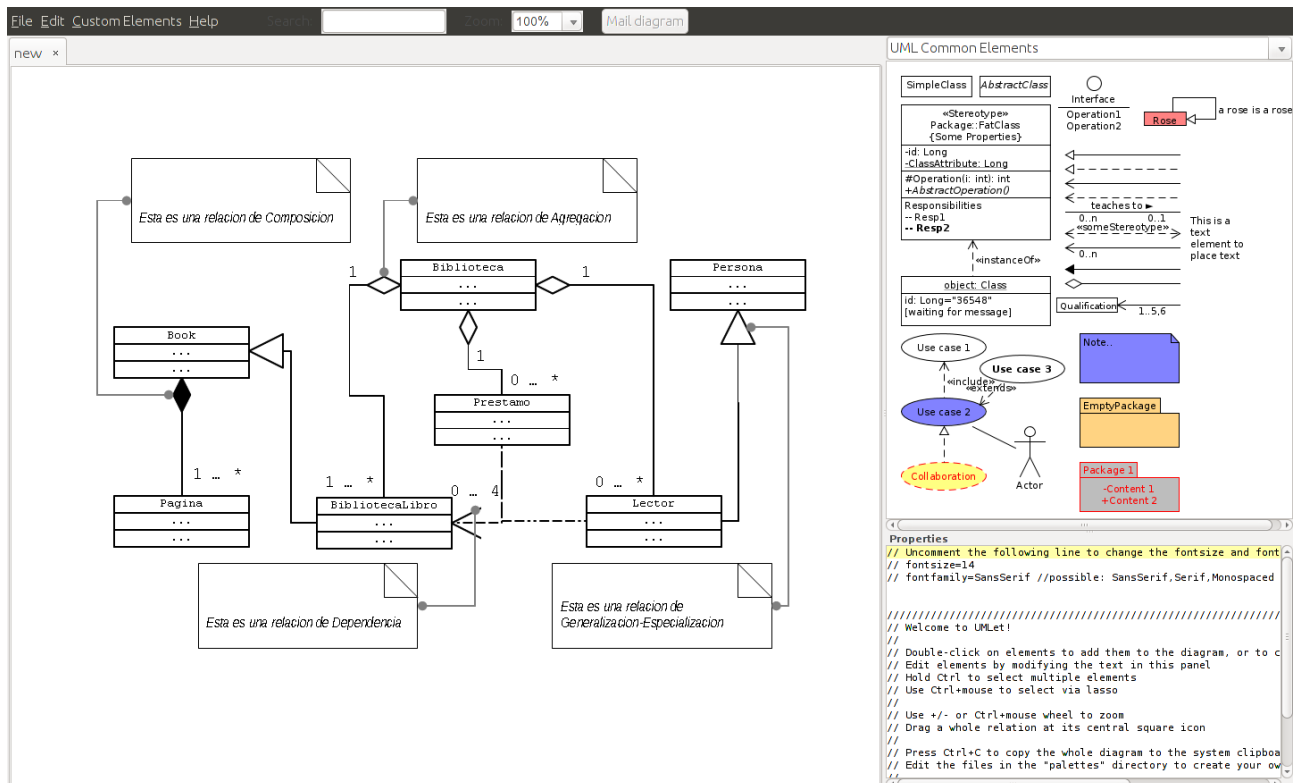 File Edit Custom Elements Help Search: Zoom: 100% Mail diagram
new ×
Esta es una relacion de Composicion
Esta es una relacion de Agregacion
1
Biblioteca
...
...
1
Persona
...
...
Book
...
...
1
0 … *
Prestamo
...
...
1 … *
1 … *
0 … 4
0 … *
Pagina
...
...
BibliotecaLibro
...
...
Lector
...
...
Esta es una relacion de Dependencia
Esta es una relacion de
Generalizacion-Especializacion
UML Common Elements
SimpleClass
AbstractClass
Interface
Operation1
Operation2
Rose
a rose is a rose
«Stereotype»
Package::FatClass
{Some Properties}
-id: Long
-ClassAttribute: Long
#Operation(i: int): int
+AbstractOperation()
Responsibilities
-- Resp1
-- Resp2
teaches to ►
0..n 0..1
«someStereotype»
0..n
This is a
text
element to
place text
«instanceOf»
object: Class
id: Long="36548"
[waiting for message]
Qualification
1..5,6
Use case 1
Use case 3
«include»
«extends»
Use case 2
Collaboration
Actor
Note..
EmptyPackage
Package 1
-Content 1
+Content 2
Properties
// Uncomment the following line to change the fontsize and font
// fontsize=14
// fontfamily=SansSerif //possible: SansSerif,Serif,Monospaced
//////////////////////////////////////////////////////////////////
// Welcome to UMLet!
//
// Double-click on elements to add them to the diagram, or to c
// Edit elements by modifying the text in this panel
// Hold Ctrl to select multiple elements
// Use Ctrl+mouse to select via lasso
//
// Use +/- or Ctrl+mouse wheel to zoom
// Drag a whole relation at its central square icon
//
// Press Ctrl+C to copy the whole diagram to the system clipboa
// Edit the files in the "palettes" directory to create your ow
//